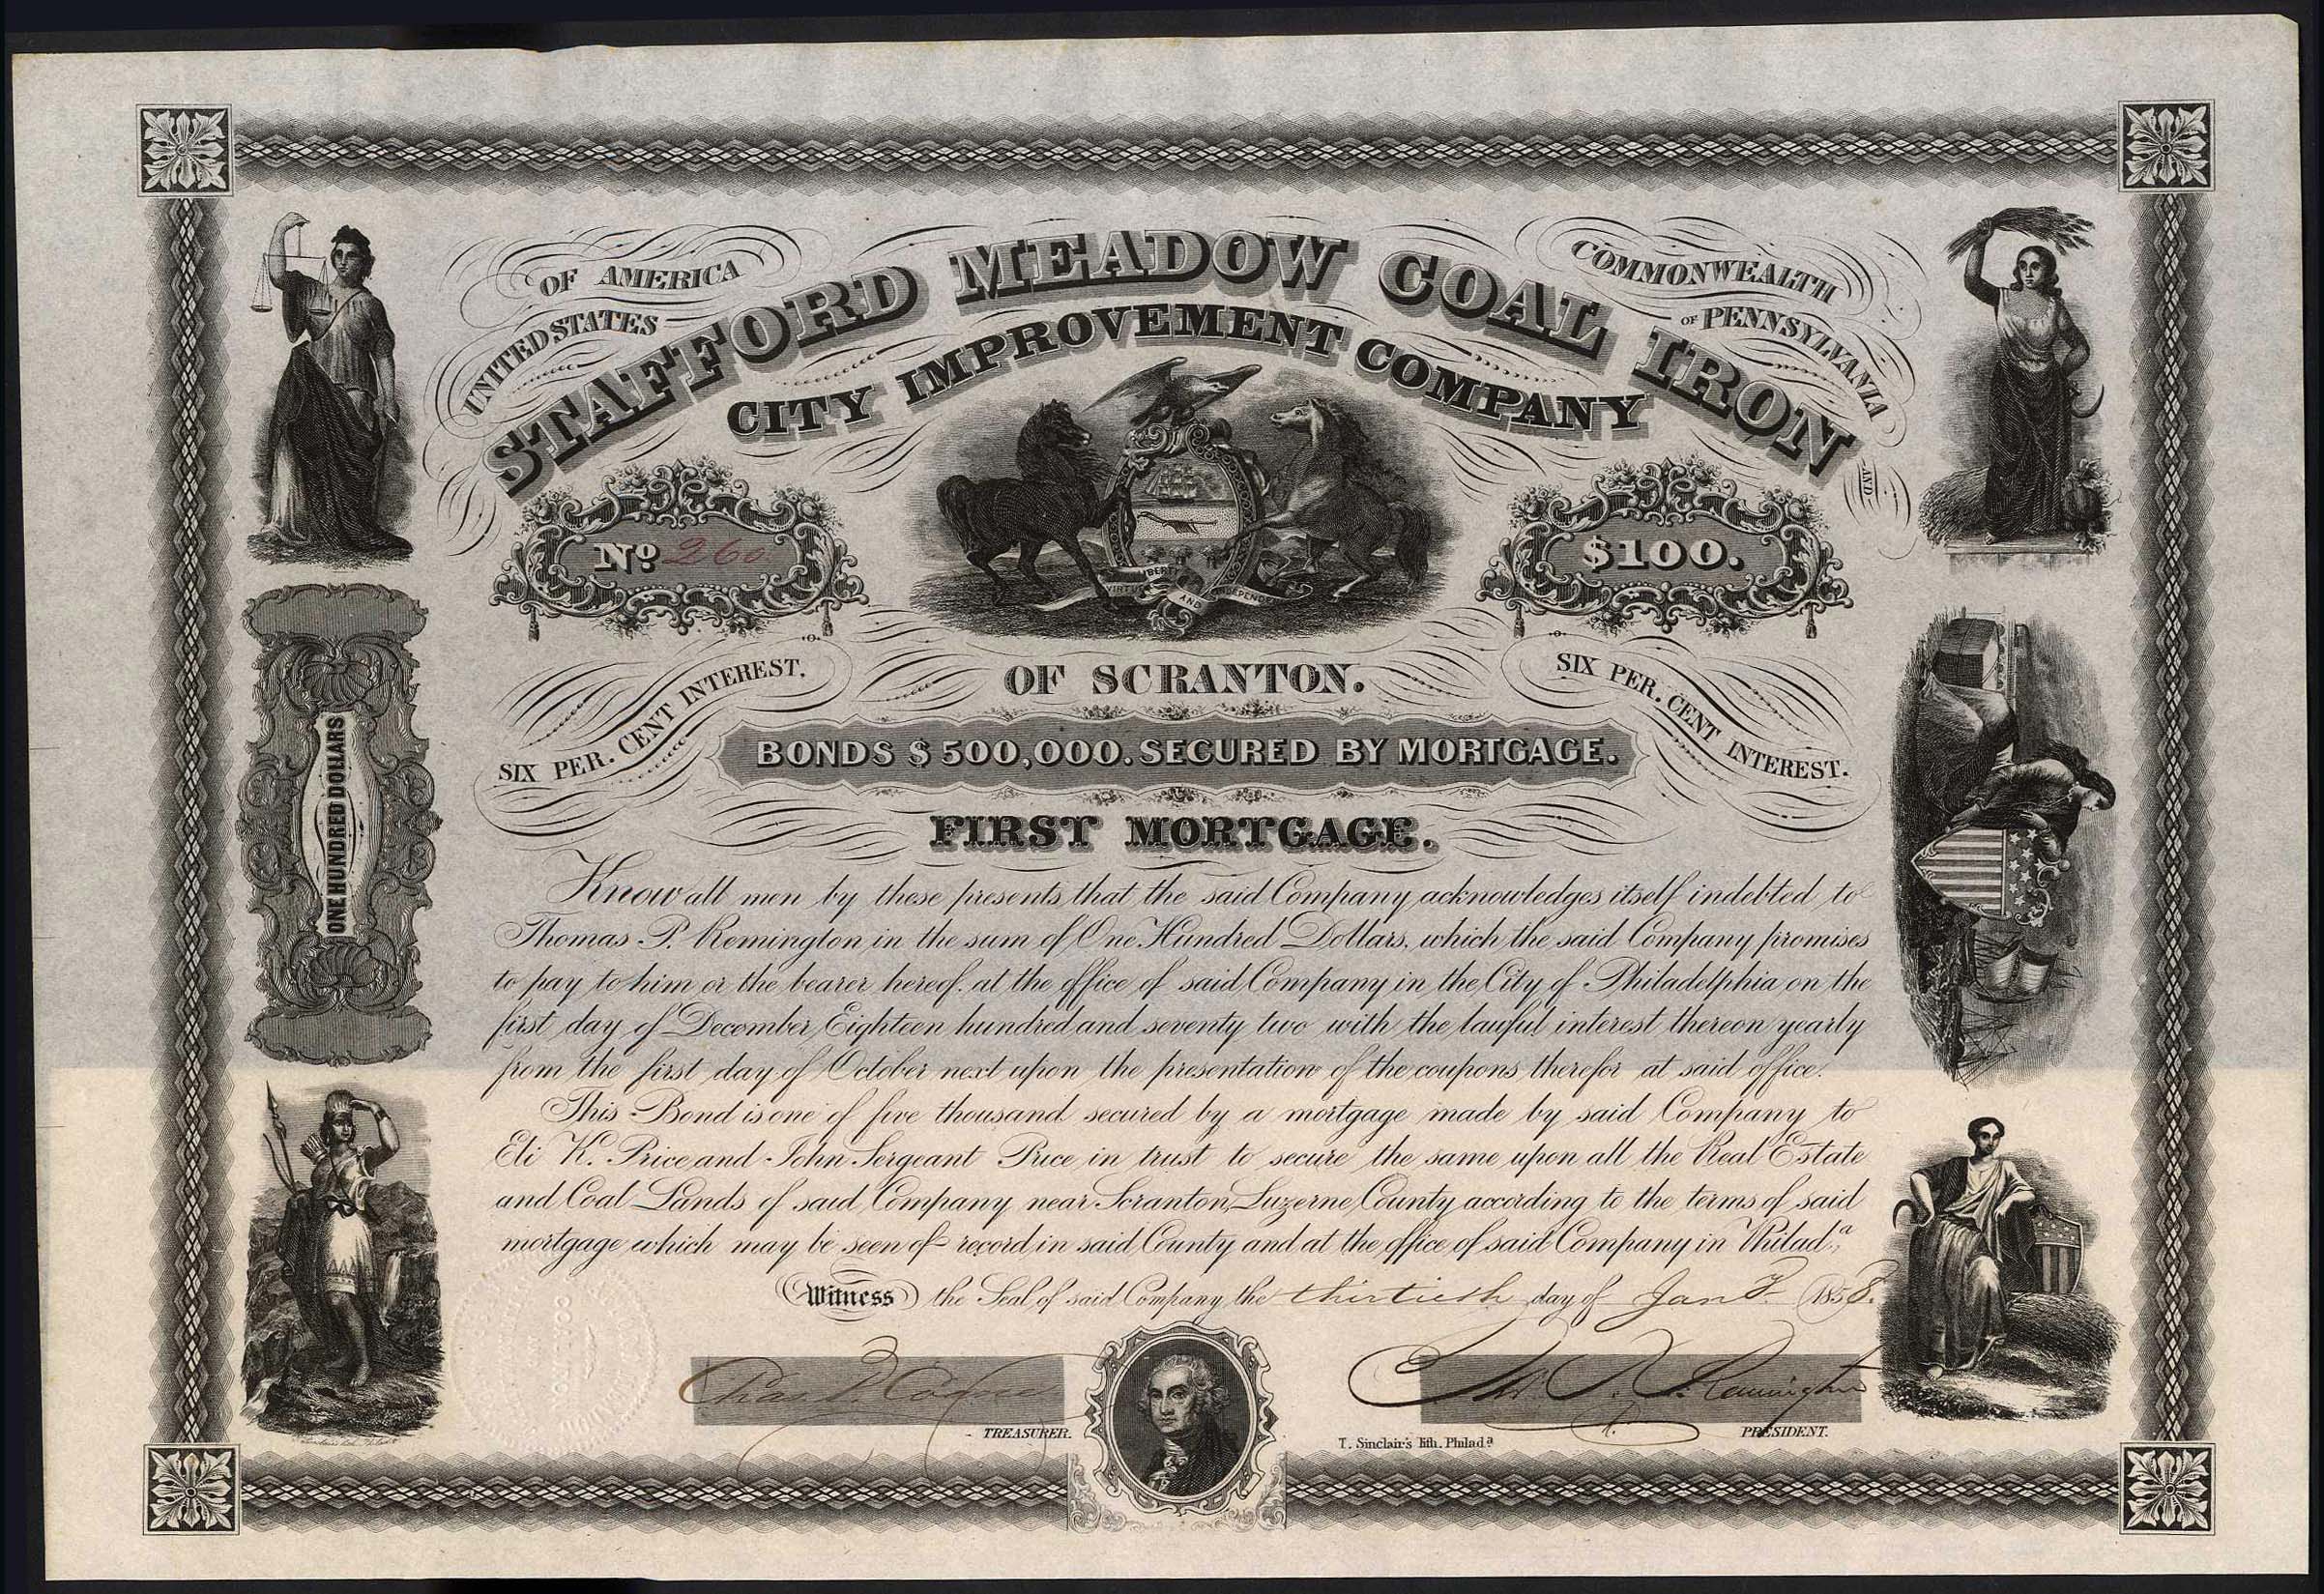 UNITED STATES OF AMERICA
COMMONWEALTH OF PENNSYLVANIA
STAFFORD MEADOW COAL IRON
AND
CITY IMPROVEMENT COMPANY
No 260
$100.
VIRTUE LIBERTY AND INDEPENDENCE
OF SCRANTON.
SIX PER. CENT INTEREST.
SIX PER. CENT INTEREST.
BONDS $500,000. SECURED BY MORTGAGE.
ONE HUNDRED DOLLARS
FIRST MORTGAGE.
Know all men by these presents that the said Company acknowledges itself indebted to
Thomas P. Remington in the sum of One Hundred Dollars, which the said Company promises
to pay to him or the bearer hereof. at the office of said Company in the City of Philadelphia on the
first day of December Eighteen hundred and seventy two with the lawful interest thereon yearly
from the first day of October next upon the presentation of the coupons therefor at said office.
This Bond is one of five thousand secured by a mortgage made by said Company to
Eli K. Price and John Sergeant Price in trust to secure the same upon all the Real Estate
and Coal Lands of said Company near Scranton, Luzerne County according to the terms of said
mortgage which may be seen of record in said County and at the office of said Company in Philad.a
Witness the Seal of said Company the thirtieth day of Jany. 1858.
TREASURER.
T. Sinclair's lith. Philada.
PRESIDENT.